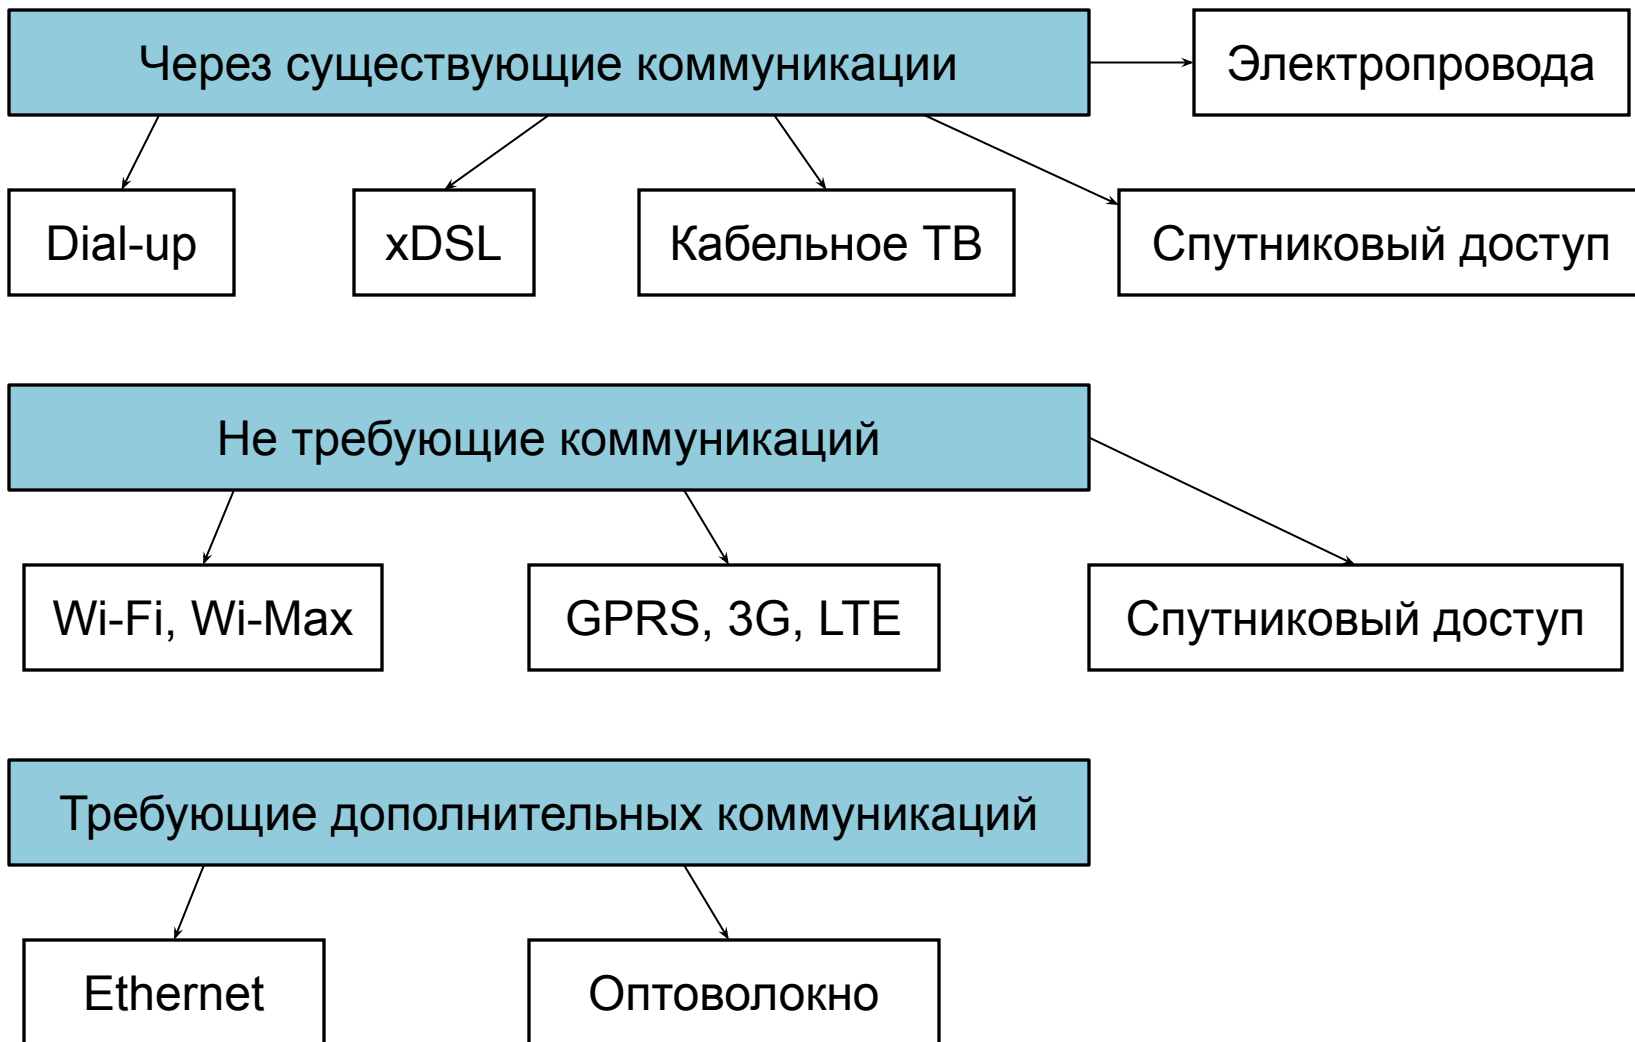 Через существующие коммуникации
Электропровода
Dial-up
xDSL
Кабельное ТВ
Спутниковый доступ
Не требующие коммуникаций
Wi-Fi, Wi-Max
GPRS, 3G, LTE
Спутниковый доступ
Требующие дополнительных коммуникаций
Ethernet
Оптоволокно